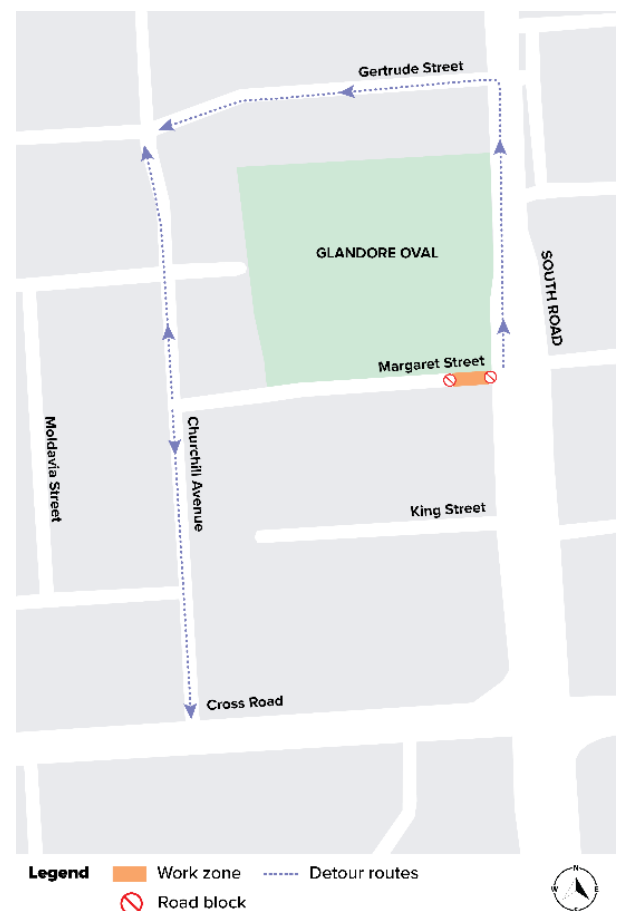 Gertrude Street
GLANDORE OVAL
SOUTH ROAD
Margaret Street
Moldavia Street
Churchill Avenue
King Street
Cross Road
Legend
Work zone
Detour routes
Road block
N
W
E
S